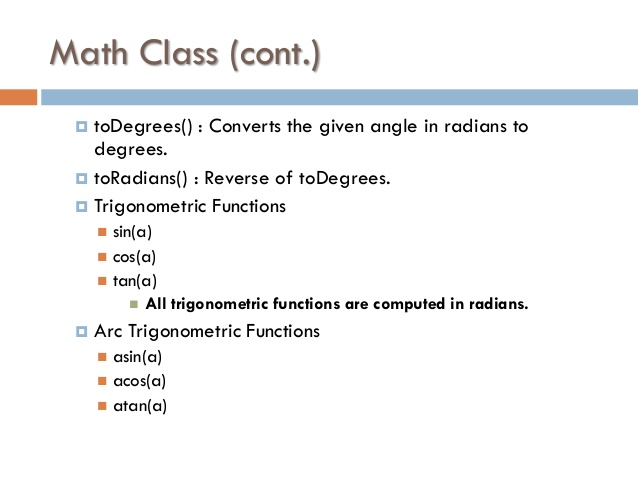 Math Class (cont.)
toDegrees() : Converts the given angle in radians to
degrees.
toRadians() : Reverse of toDegrees.
Trigonometric Functions
sin(a)
cos(a)
tan(a)
All trigonometric functions are computed in radians.
Arc Trigonometric Functions
asin(a)
acos(a)
atan(a)